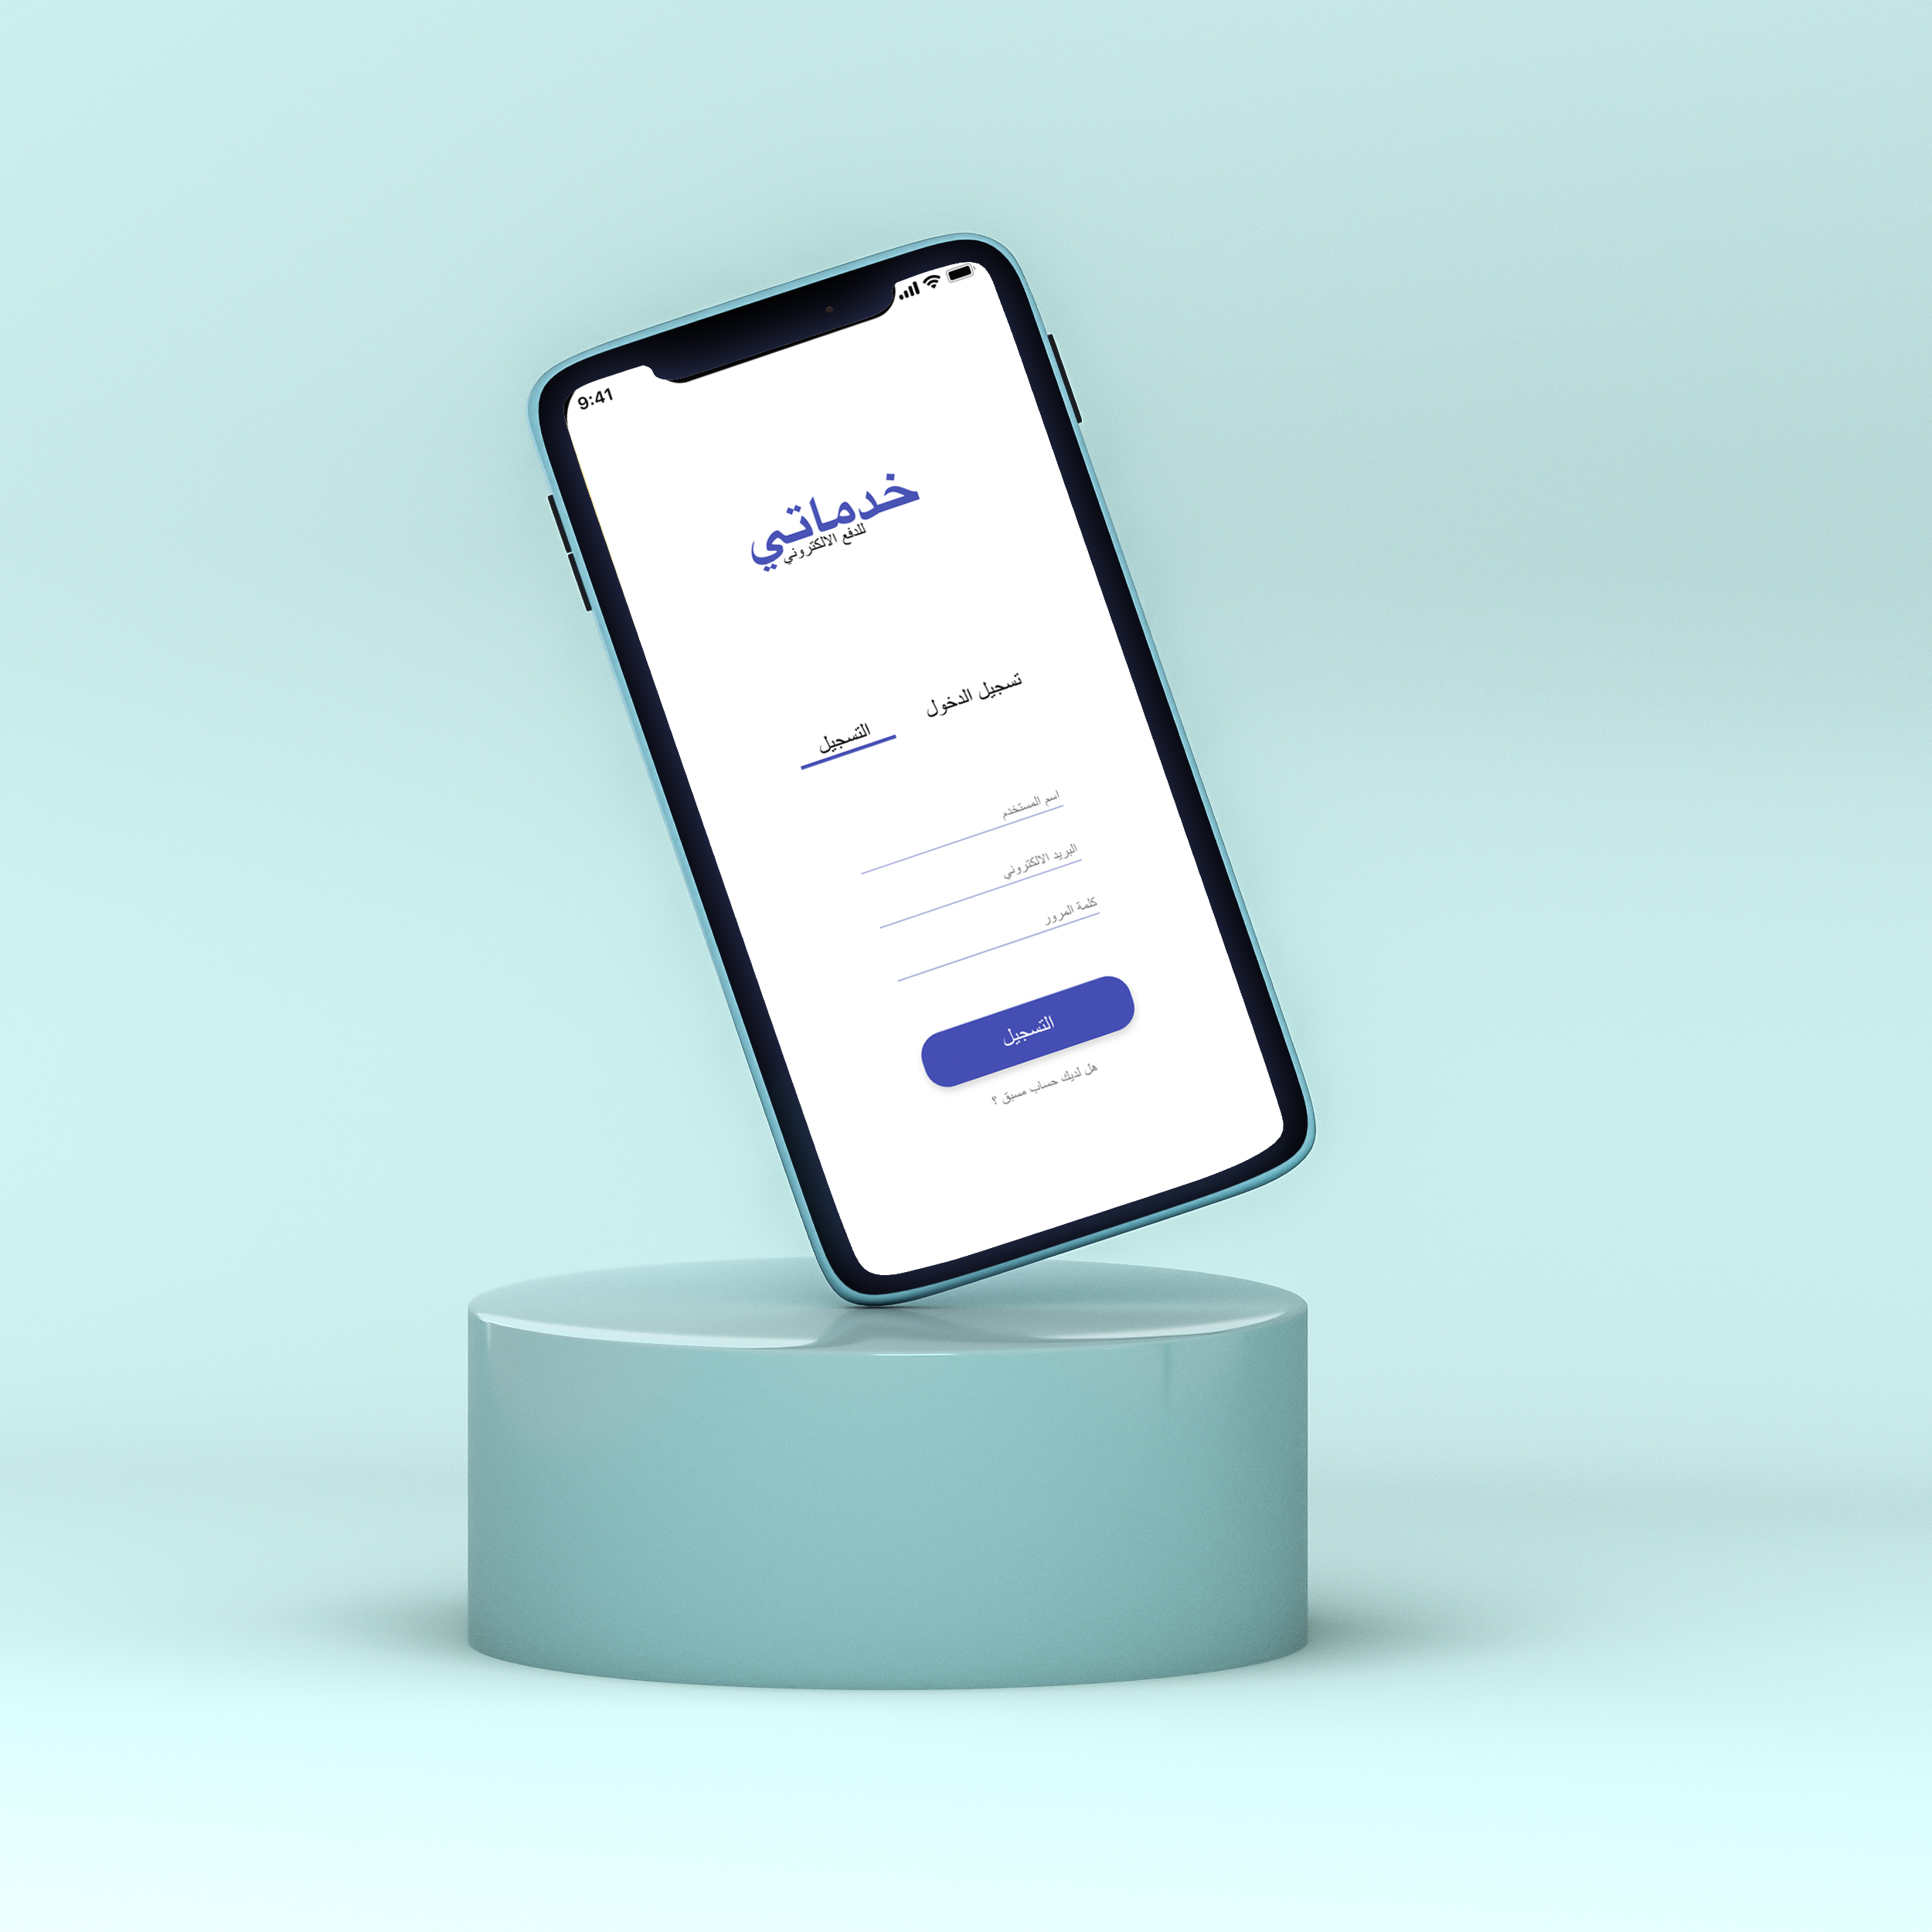 9:41
خدماتي
للدفع الالكتروني
تسجيل الدخول
التسجيل
اسم المستخدم
البريد الالكتروني
كلمة المرور
التسجيل
هل لديك حساب مسبق ؟